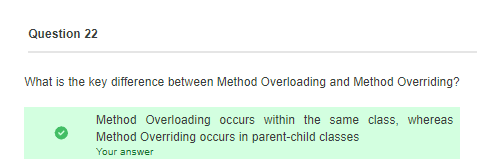 Question 22
What is the key difference between Method Overloading and Method Overriding?
Method Overloading occurs within the same class, whereas
Method Overriding occurs in parent-child classes
Your answer